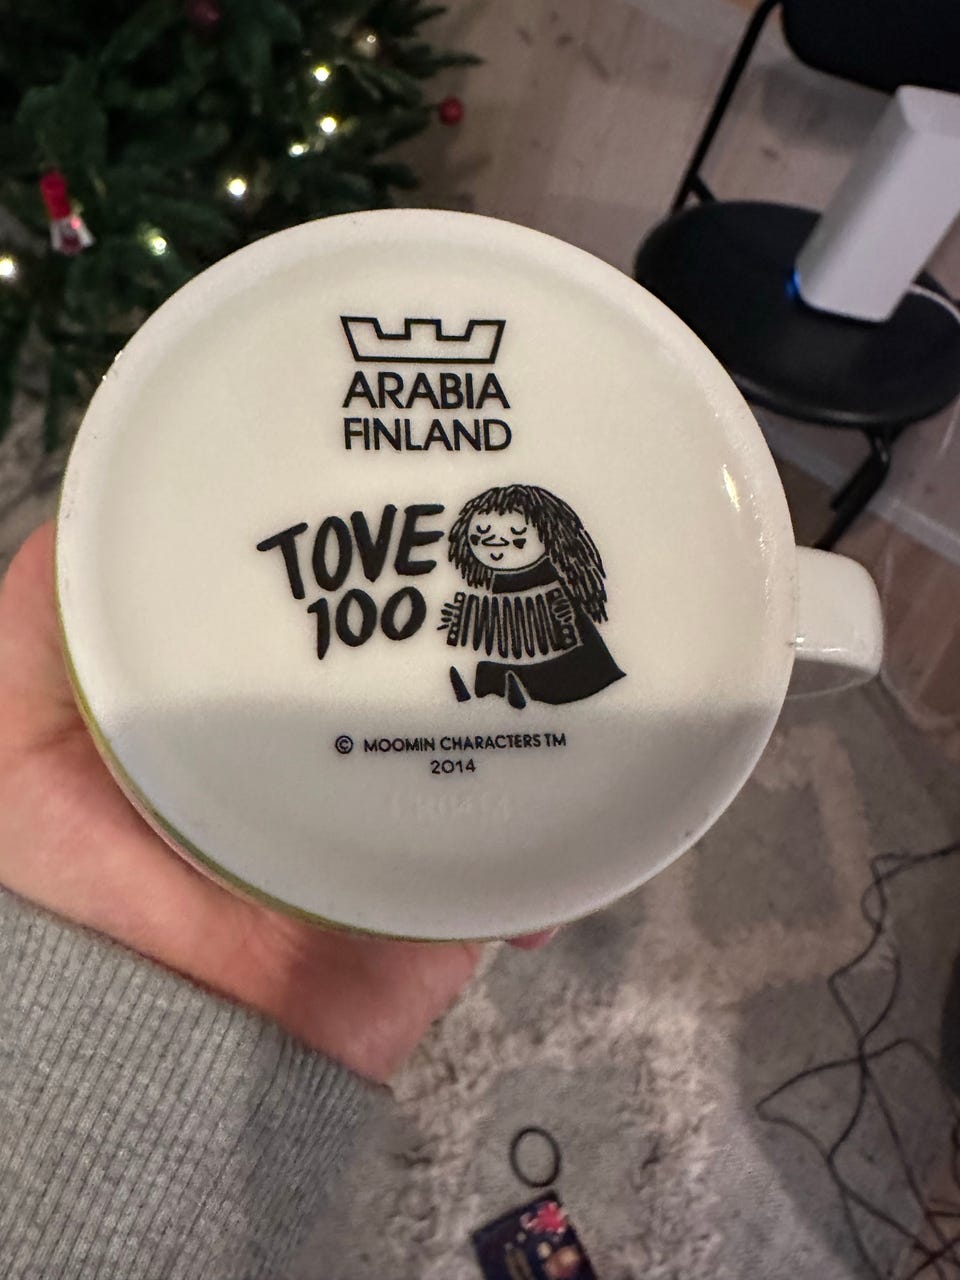 ARABIA
FINLAND
TOVE
100
© MOOMIN CHARACTERS TM
2014